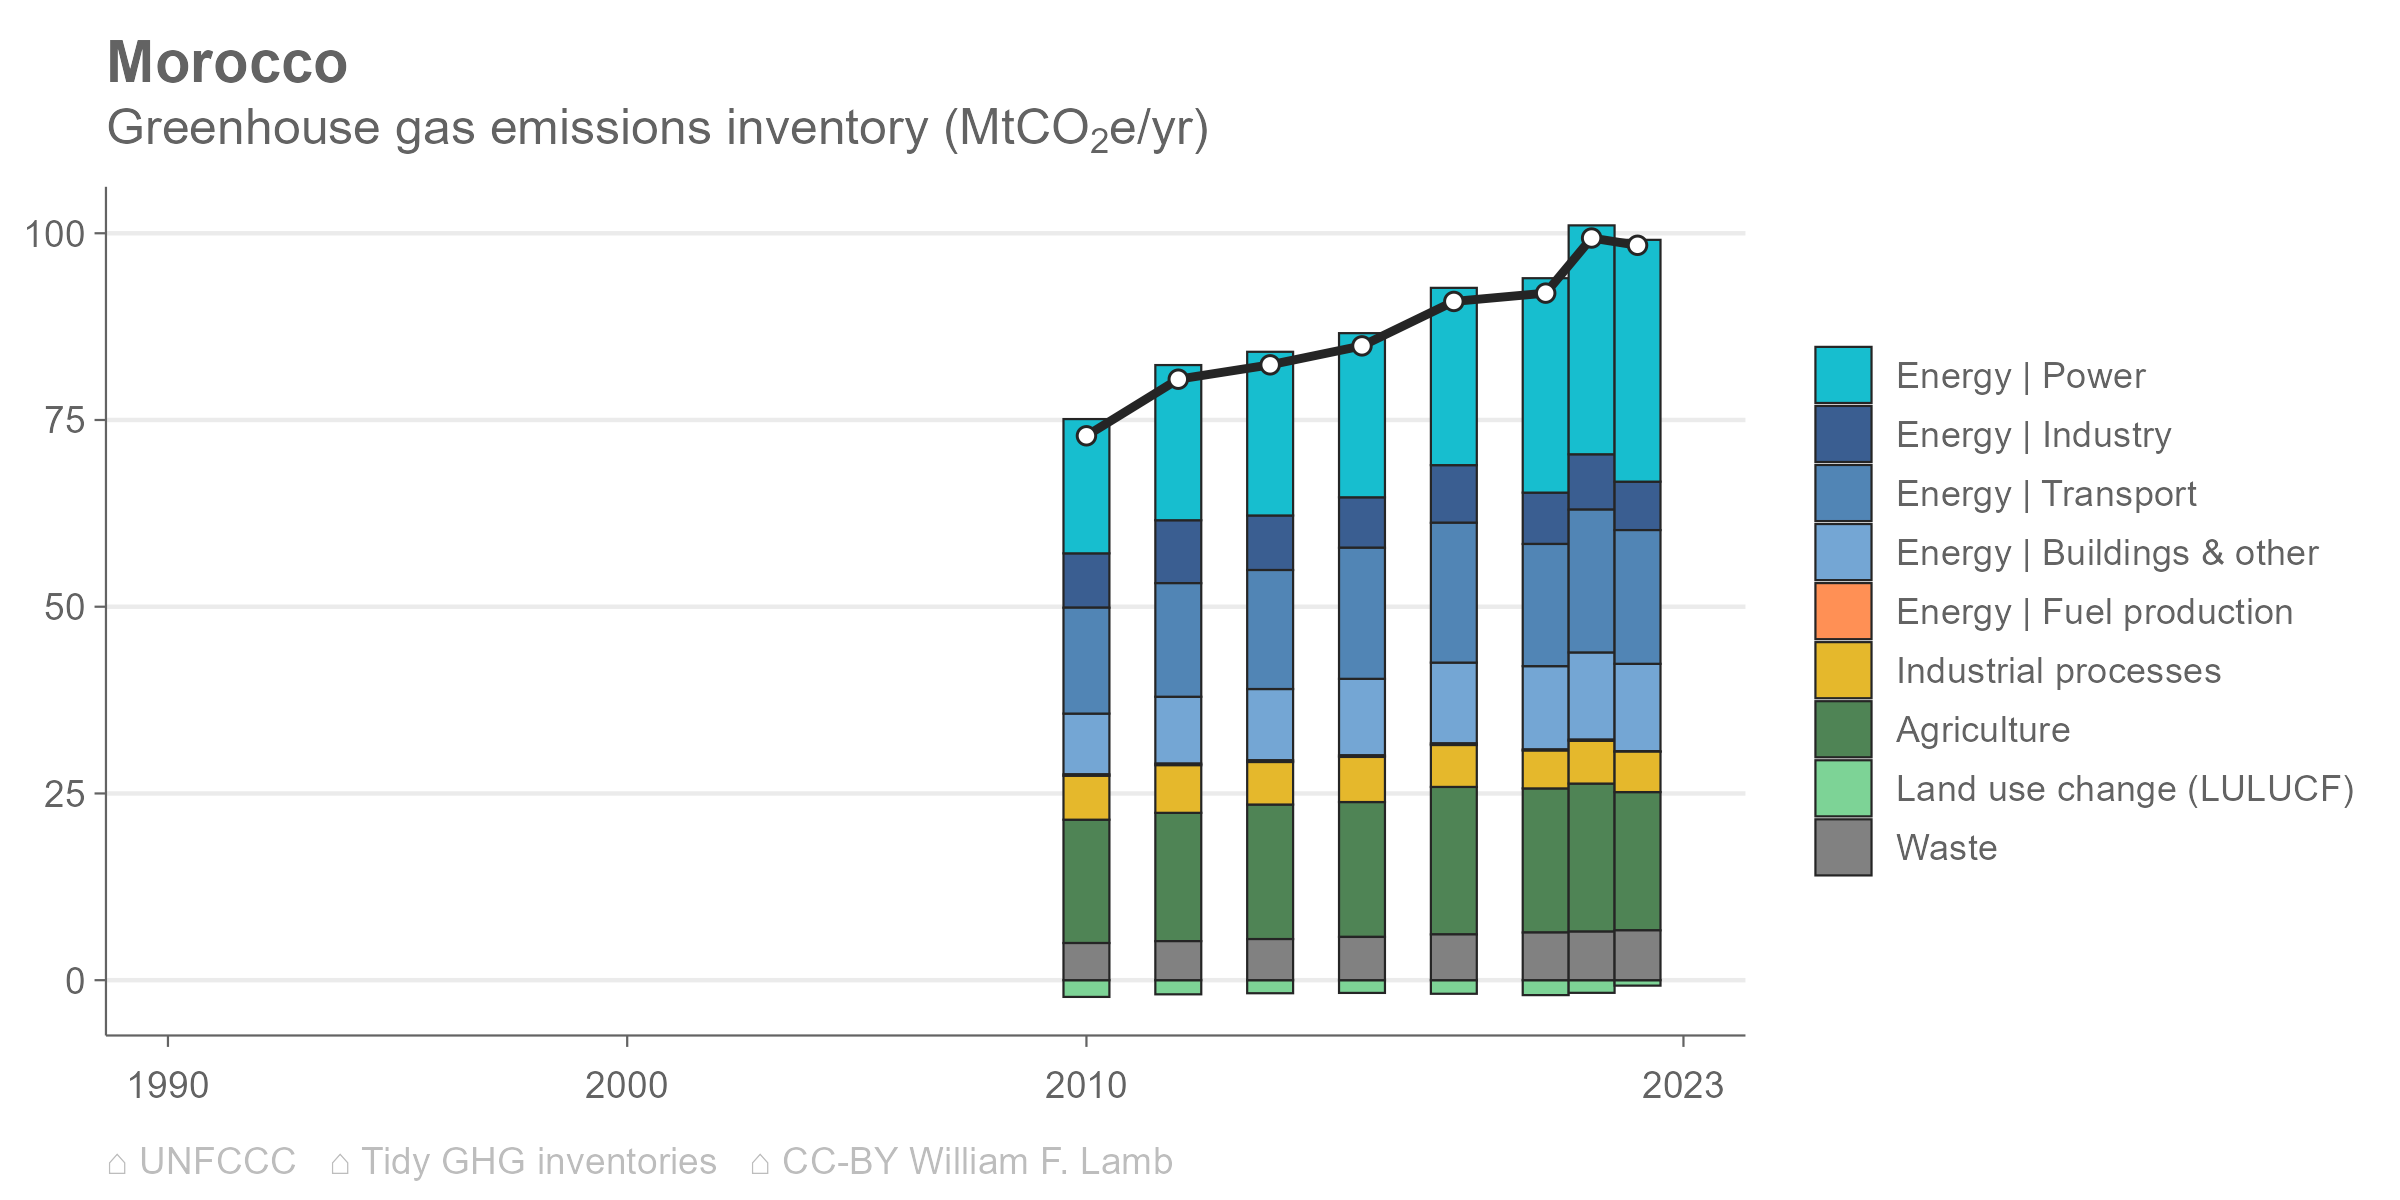 Morocco
Greenhouse gas emissions inventory (MtCO₂e/yr)
100
75
50
25
0
1990 2000 2010 2023
Energy | Power
Energy | Industry
Energy | Transport
Energy | Buildings & other
Energy | Fuel production
Industrial processes
Agriculture
Land use change (LULUCF)
Waste
⌂ UNFCCC ⌂ Tidy GHG inventories ⌂ CC-BY William F. Lamb